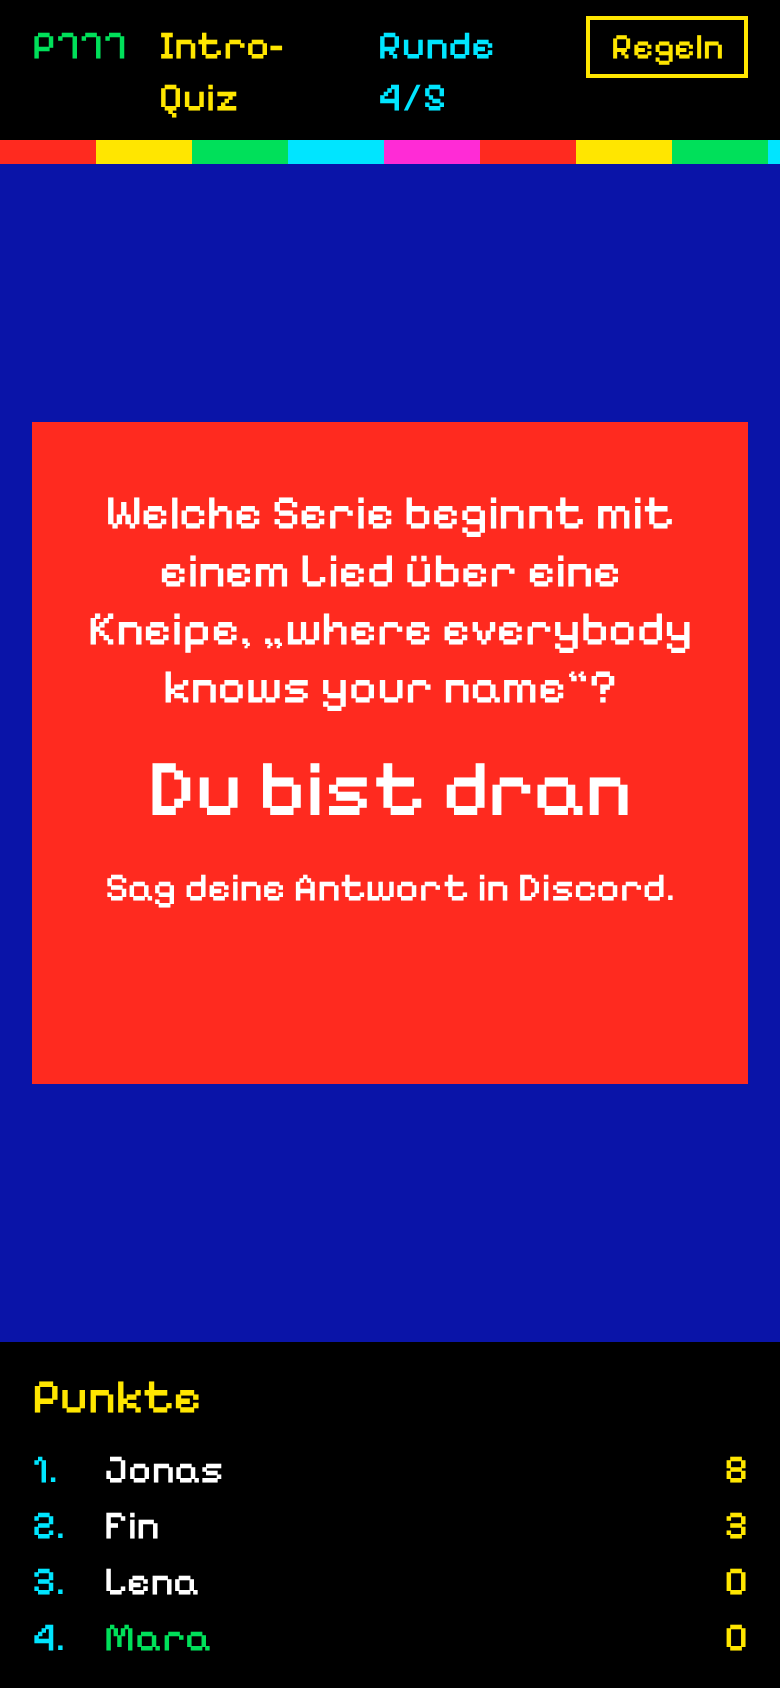 P777
Intro-Quiz
Runde 4/8
Regeln
Welche Serie beginnt mit
einem Lied über eine
Kneipe, „where everybody
knows your name“?
Du bist dran
Sag deine Antwort in Discord.
Punkte
1. Jonas 8
2. Fin 3
3. Lena 0
4. Mara 0